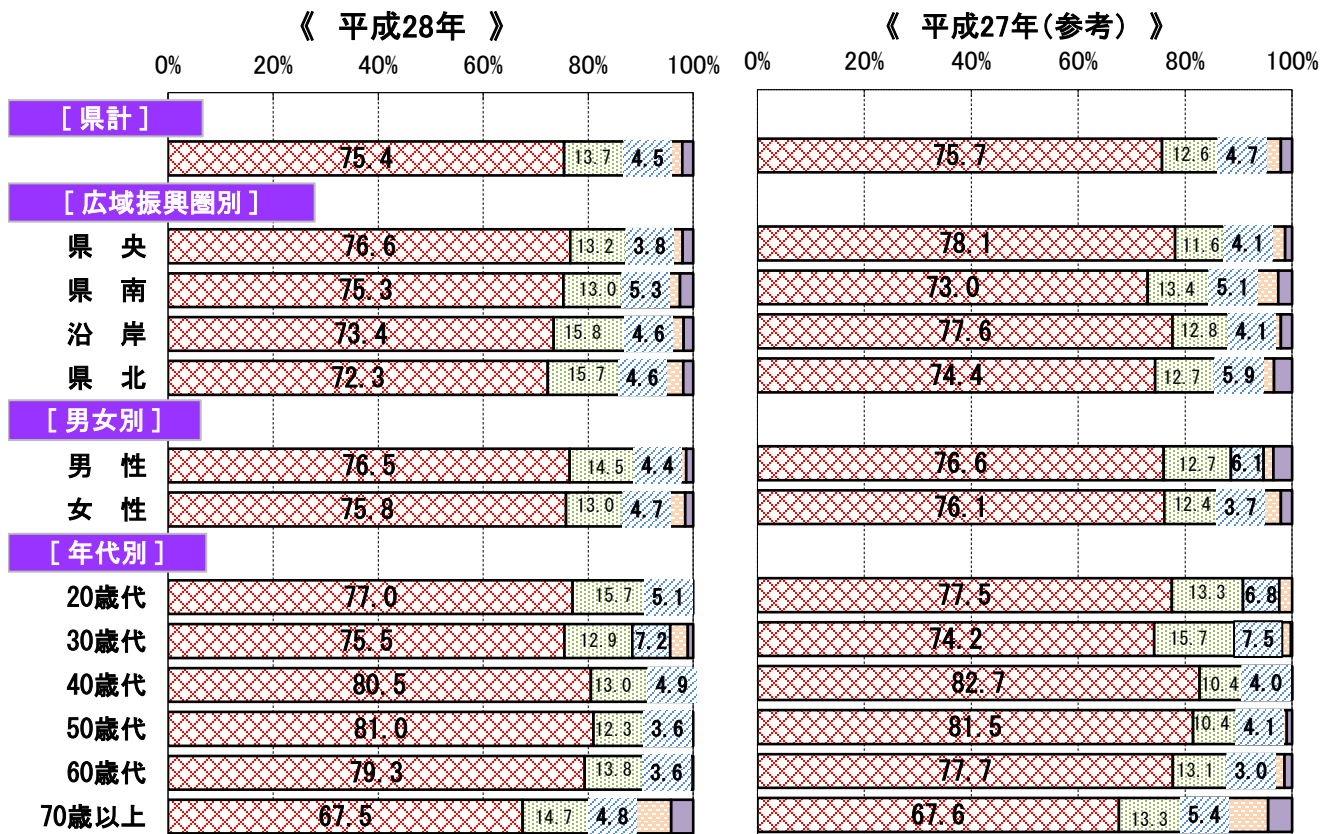 《 平成28年 》 《 平成27年(参考) 》
0% 20% 40% 60% 80% 100% 0% 20% 40% 60% 80% 100%
[ 県計 ]
75.4 13.7 4.5 75.7 12.6 4.7
[ 広域振興圏別 ]
県 央 76.6 13.2 3.8 78.1 11.6 4.1
県 南 75.3 13.0 5.3 73.0 13.4 5.1
沿 岸 73.4 15.8 4.6 77.6 12.8 4.1
県 北 72.3 15.7 4.6 74.4 12.7 5.9
[ 男女別 ]
男 性 76.5 14.5 4.4 76.6 12.7 6.1
女 性 75.8 13.0 4.7 76.1 12.4 3.7
[ 年代別 ]
20歳代 77.0 15.7 5.1 77.5 13.3 6.8
30歳代 75.5 12.9 7.2 74.2 15.7 7.5
40歳代 80.5 13.0 4.9 82.7 10.4 4.0
50歳代 81.0 12.3 3.6 81.5 10.4 4.1
60歳代 79.3 13.8 3.6 77.7 13.1 3.0
70歳以上 67.5 14.7 4.8 67.6 13.3 5.4